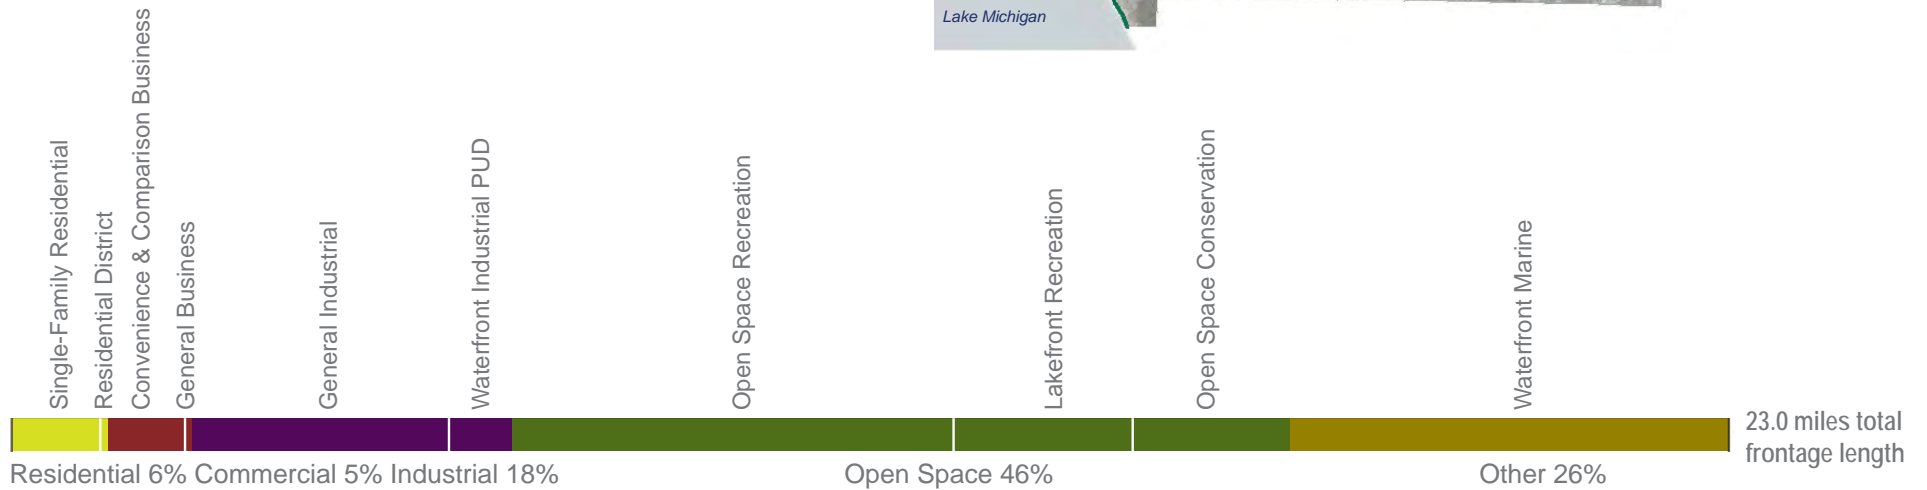 Lake Michigan
Single-Family Residential
Residential District
Convenience & Comparison Business
General Business
General Industrial
Waterfront Industrial PUD
Open Space Recreation
Lakefront Recreation
Open Space Conservation
Waterfront Marine
23.0 miles total
frontage length
Residential 6% Commercial 5% Industrial 18% Open Space 46% Other 26%